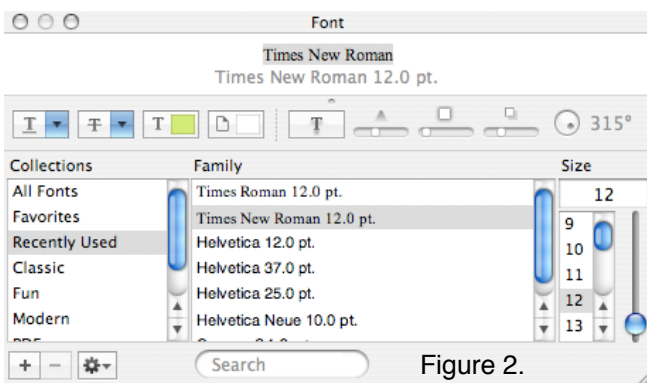 Font
Times New Roman
Times New Roman 12.0 pt.
T T T T 315°
Collections Family Size
All Fonts Times Roman 12.0 pt. 12
Favorites Times New Roman 12.0 pt. 9
Recently Used Helvetica 12.0 pt. 10
Classic Helvetica 37.0 pt. 11
Fun Helvetica 25.0 pt. 12
Modern Helvetica Neue 10.0 pt. 13
+ − Search Figure 2.